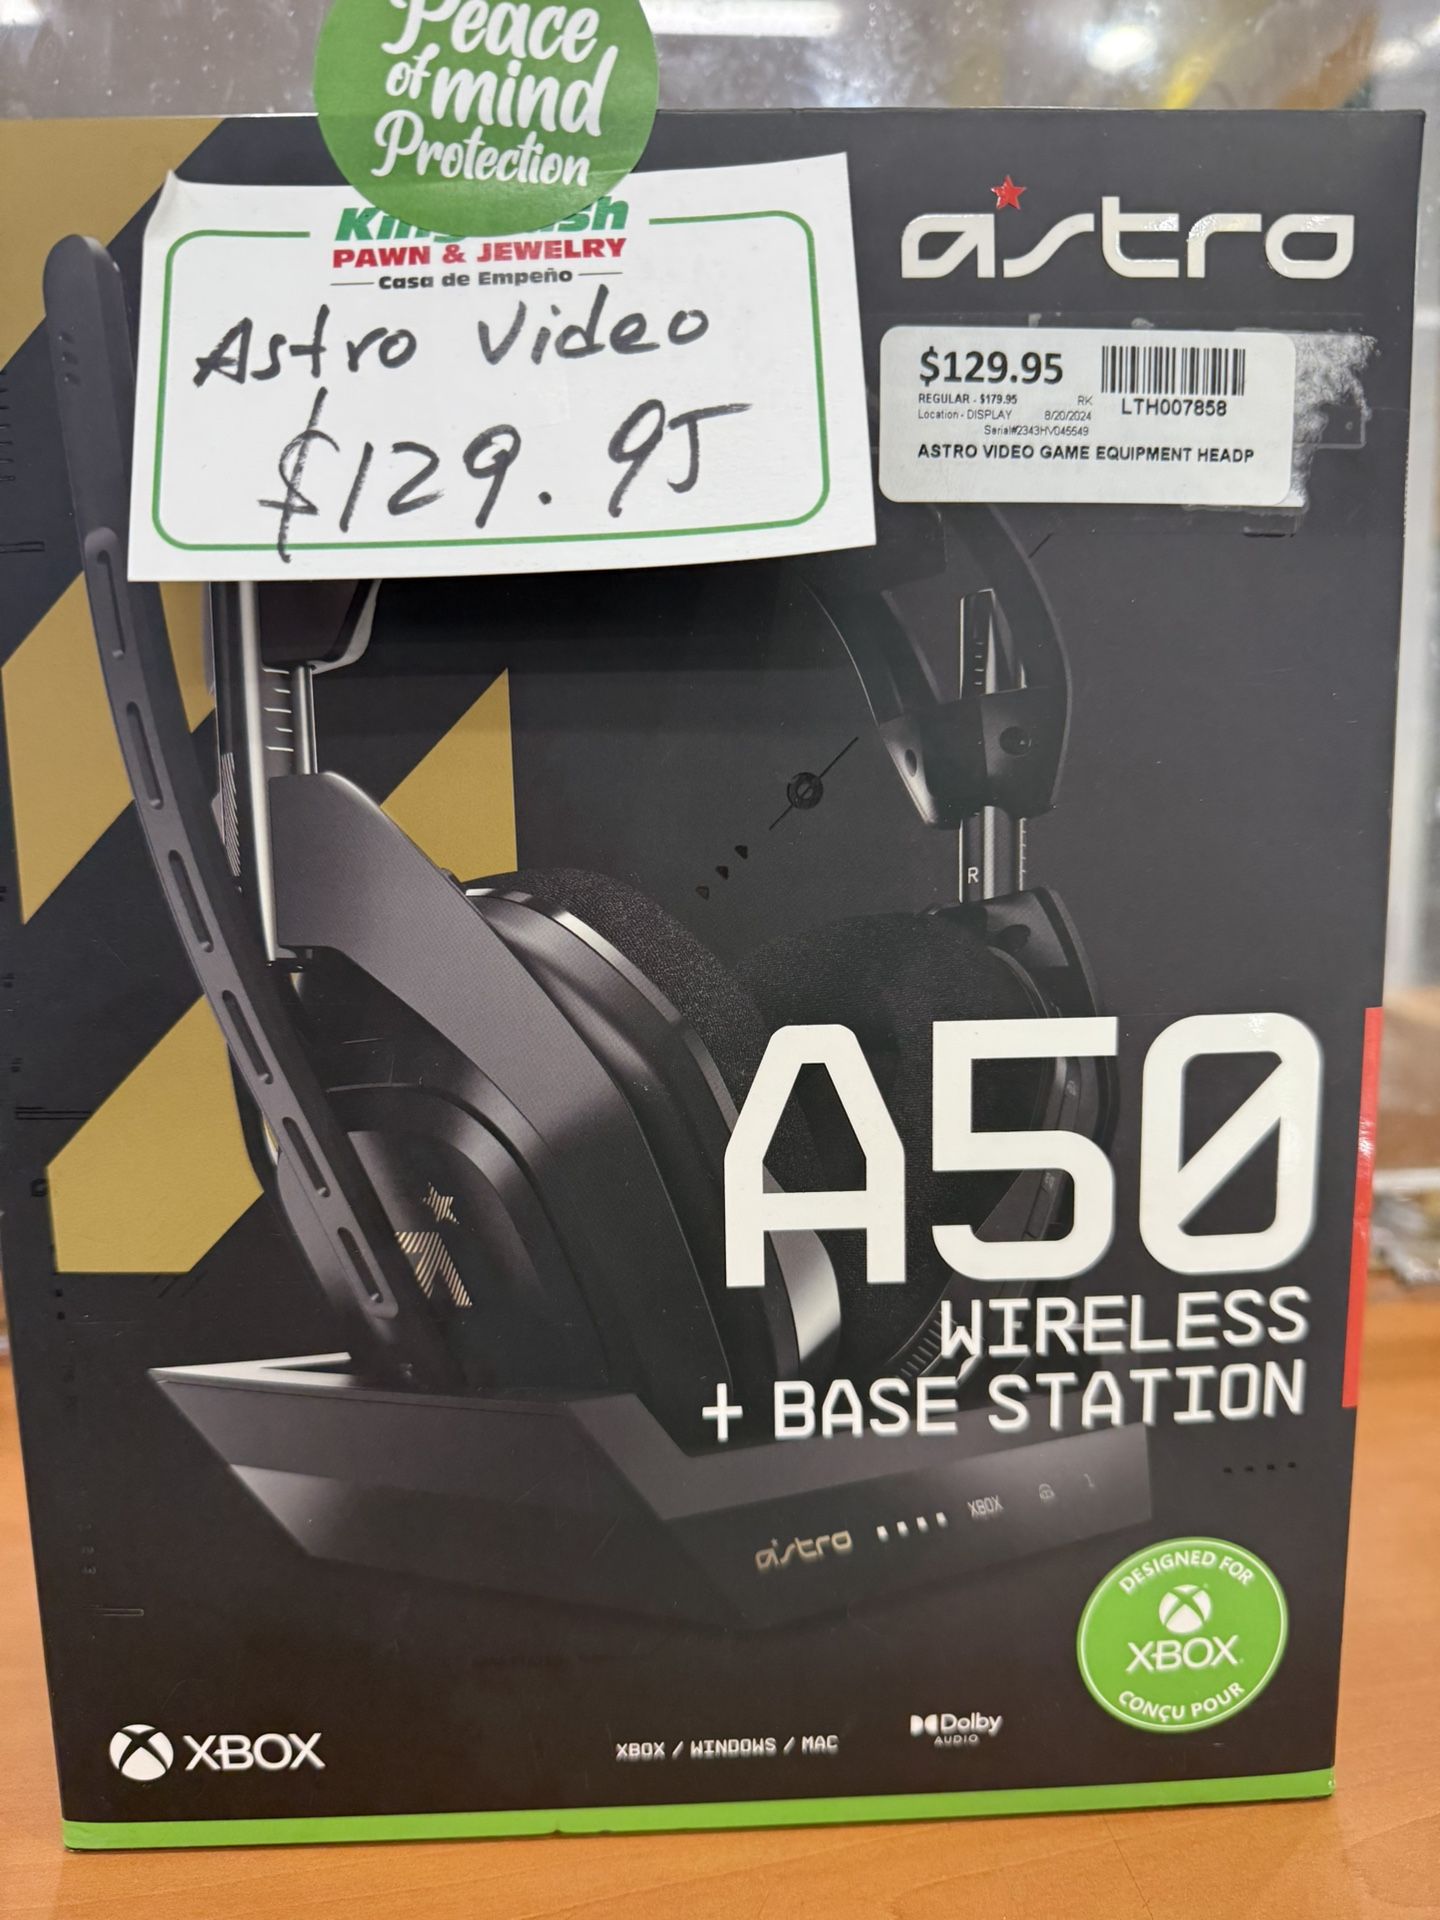 Peace
of mind
Protection
PAWN & JEWELRY
Casa de Empeño
Astro Video
$129.95
astro
$129.95
REGULAR - $179.95 RK
Location - DISPLAY 8/20/2024
Serial#2343HV045549
LTH007858
ASTRO VIDEO GAME EQUIPMENT HEADP
R
A50
WIRELESS
+ BASE STATION
astro XBOX
DESIGNED FOR
XBOX
CONÇU POUR
XBOX
XBOX / WINDOWS / MAC
Dolby
AUDIO